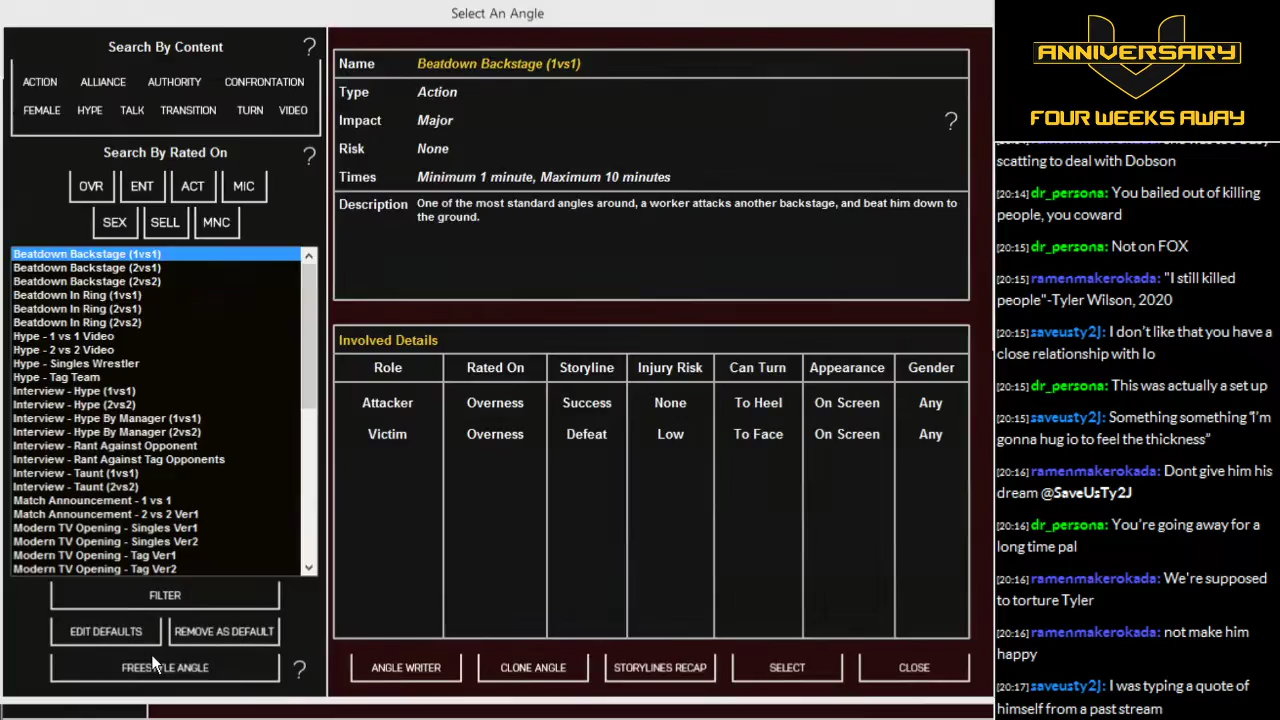 Select An Angle
Search By Content
?
ACTION ALLIANCE AUTHORITY CONFRONTATION
FEMALE HYPE TALK TRANSITION TURN VIDEO
Search By Rated On
?
OVR ENT ACT MIC
SEX SELL MNC
Beatdown Backstage (1vs1)
Beatdown Backstage (2vs1)
Beatdown Backstage (2vs2)
Beatdown In Ring (1vs1)
Beatdown In Ring (2vs1)
Beatdown In Ring (2vs2)
Hype - 1 vs 1 Video
Hype - 2 vs 2 Video
Hype - Singles Wrestler
Hype - Tag Team
Interview - Hype (1vs1)
Interview - Hype (2vs2)
Interview - Hype By Manager (1vs1)
Interview - Hype By Manager (2vs2)
Interview - Rant Against Opponent
Interview - Rant Against Tag Opponents
Interview - Taunt (1vs1)
Interview - Taunt (2vs2)
Match Announcement - 1 vs 1
Match Announcement - 2 vs 2 Ver1
Modern TV Opening - Singles Ver1
Modern TV Opening - Singles Ver2
Modern TV Opening - Tag Ver1
Modern TV Opening - Tag Ver2
FILTER
EDIT DEFAULTS REMOVE AS DEFAULT
FREESTYLE ANGLE ?
Name Beatdown Backstage (1vs1)
Type Action
Impact Major
?
Risk None
Times Minimum 1 minute, Maximum 10 minutes
Description One of the most standard angles around, a worker attacks another backstage, and beat him down to
the ground.
Involved Details
Role Rated On Storyline Injury Risk Can Turn Appearance Gender
Attacker Overness Success None To Heel On Screen Any
Victim Overness Defeat Low To Face On Screen Any
ANGLE WRITER CLONE ANGLE STORYLINES RECAP SELECT CLOSE
ANNIVERSARY
FOUR WEEKS AWAY
scatting to deal with Dobson
[20:14] dr_persona: You bailed out of killing
people, you coward
[20:15] dr_persona: Not on FOX
[20:15] ramenmakerokada: "I still killed
people"-Tyler Wilson, 2020
[20:15] saveusty2J: I don't like that you have a
close relationship with Io
[20:15] dr_persona: This was actually a set up
[20:15] saveusty2J: Something something “I’m
gonna hug io to feel the thickness”
[20:16] ramenmakerokada: Dont give him his
dream @SaveUsTy2J
[20:16] dr_persona: You’re going away for a
long time pal
[20:16] ramenmakerokada: We're supposed
to torture Tyler
[20:16] ramenmakerokada: not make him
happy
[20:17] saveusty2J: I was typing a quote of
himself from a past stream